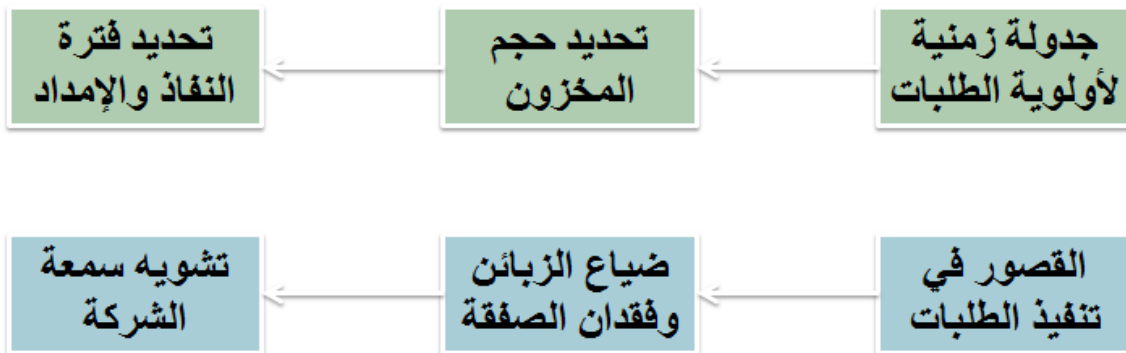 جدولة زمنية
لأولوية الطلبات
تحديد حجم
المخزون
تحديد فترة
النفاذ والإمداد
القصور في
تنفيذ الطلبات
ضياع الزبائن
وفقدان الصفقة
تشويه سمعة
الشركة